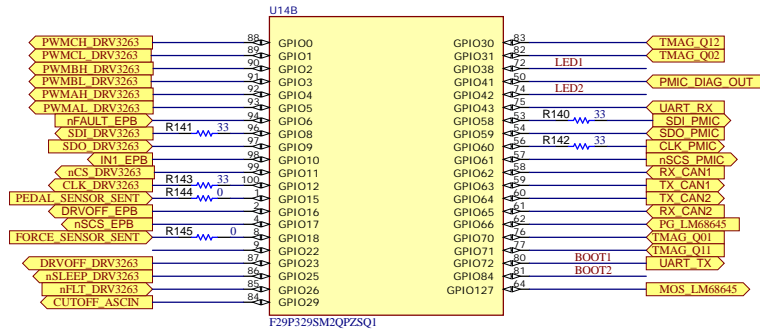 U14B
PWMCH_DRV3263 88 GPIO0 GPIO30 83 TMAG_Q12
PWMCL_DRV3263 89 GPIO1 GPIO31 82 TMAG_Q02
PWMBH_DRV3263 90 GPIO2 GPIO38 72 LED1
PWMBL_DRV3263 91 GPIO3 GPIO41 50 PMIC_DIAG_OUT
PWMAH_DRV3263 92 GPIO4 GPIO42 74 LED2
PWMAL_DRV3263 93 GPIO5 GPIO43 75 UART_RX
nFAULT_EPB 94 GPIO6 GPIO58 53 R140 33 SDI_PMIC
SDI_DRV3263 R141 33 96 GPIO8 GPIO59 54 SDO_PMIC
SDO_DRV3263 97 GPIO9 GPIO60 56 R142 33 CLK_PMIC
IN1_EPB 98 GPIO10 GPIO61 57 nSCS_PMIC
nCS_DRV3263 99 GPIO11 GPIO62 58 RX_CAN1
CLK_DRV3263 R143 33 100 GPIO12 GPIO63 59 TX_CAN1
PEDAL_SENSOR_SENT R144 0 1 GPIO15 GPIO64 60 TX_CAN2
DRVOFF_EPB 2 GPIO16 GPIO65 61 RX_CAN2
nSCS_EPB 4 GPIO17 GPIO66 62 PG_LM68645
FORCE_SENSOR_SENT R145 0 8 GPIO18 GPIO70 76 TMAG_Q01
9 GPIO22 GPIO71 77 TMAG_Q11
DRVOFF_DRV3263 87 GPIO23 GPIO72 80 BOOT1 UART_TX
nSLEEP_DRV3263 86 GPIO25 GPIO84 81 BOOT2
nFLT_DRV3263 85 GPIO26 GPIO127 64 MOS_LM68645
CUTOFF_ASCIN 84 GPIO29
F29P329SM2QPZSQ1